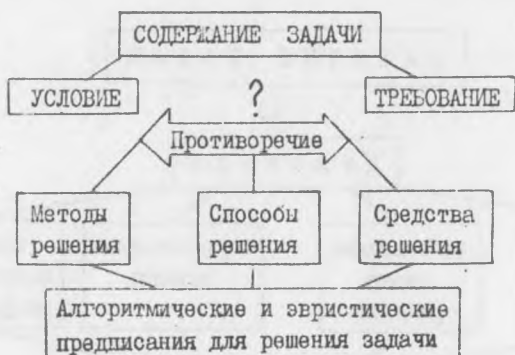 СОДЕРЖАНИЕ ЗАДАЧИ
УСЛОВИЕ
?
ТРЕБОВАНИЕ
Противоречие
Методы решения
Способы решения
Средства решения
Алгоритмические и эвристические
предписания для решения задачи